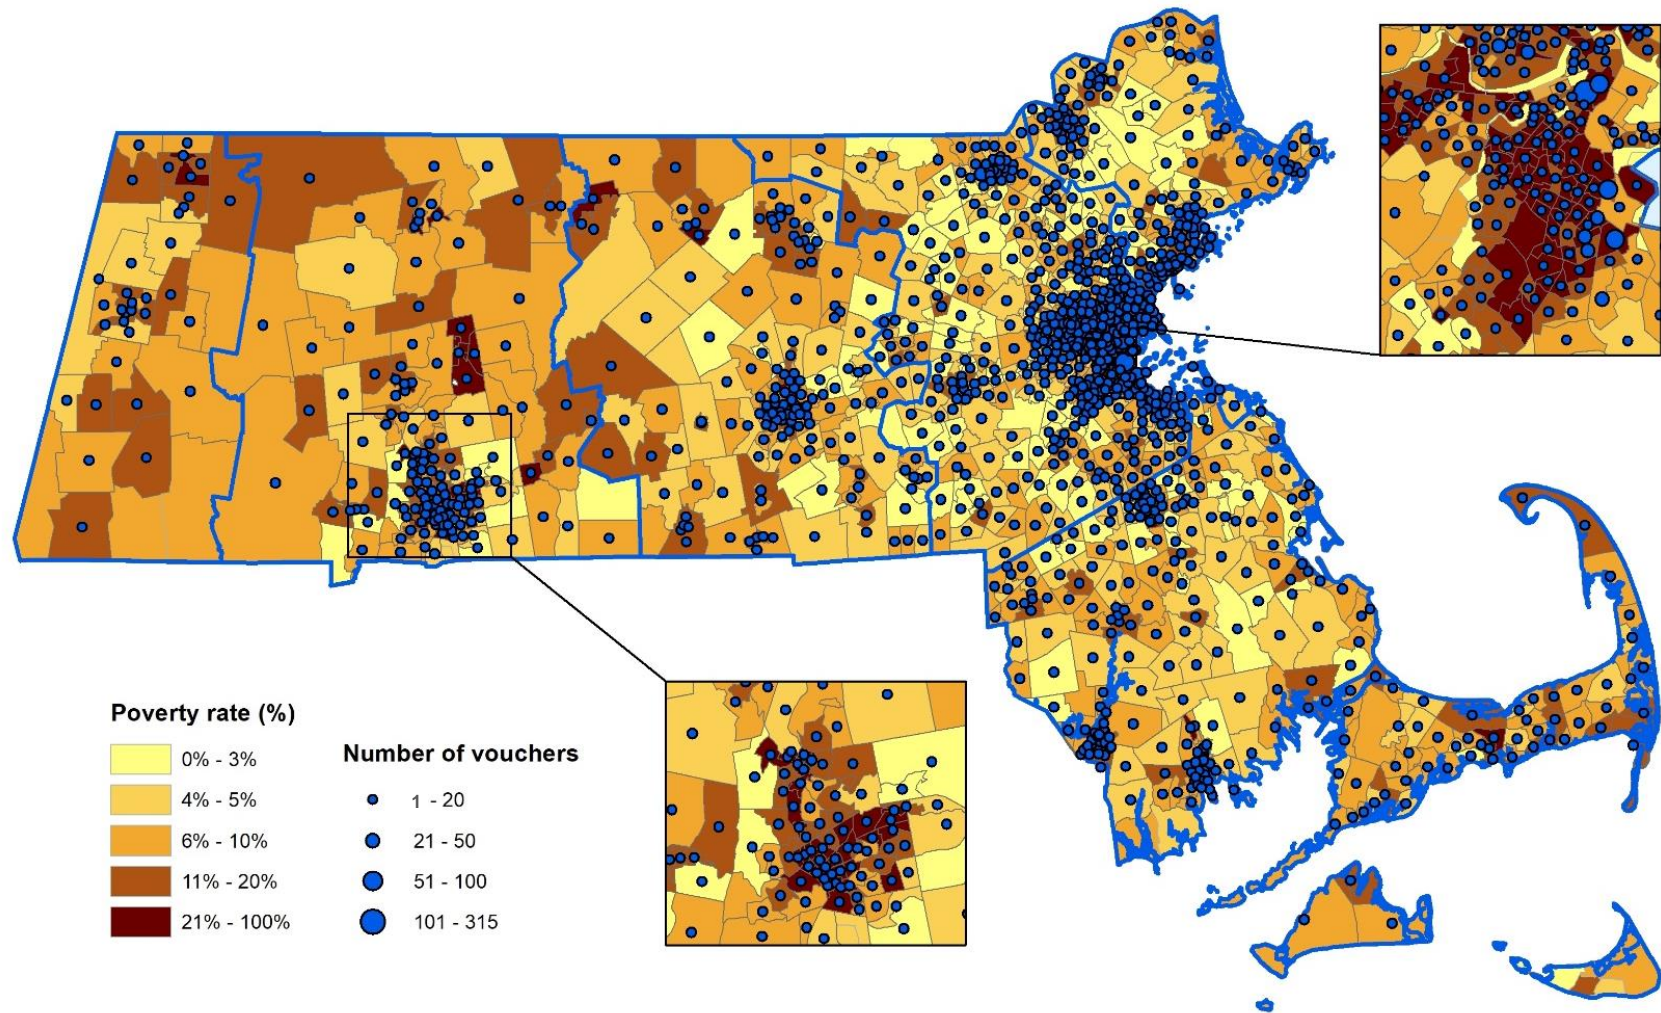 Poverty rate (%)
0% - 3%
4% - 5%
6% - 10%
11% - 20%
21% - 100%
Number of vouchers
1 - 20
21 - 50
51 - 100
101 - 315